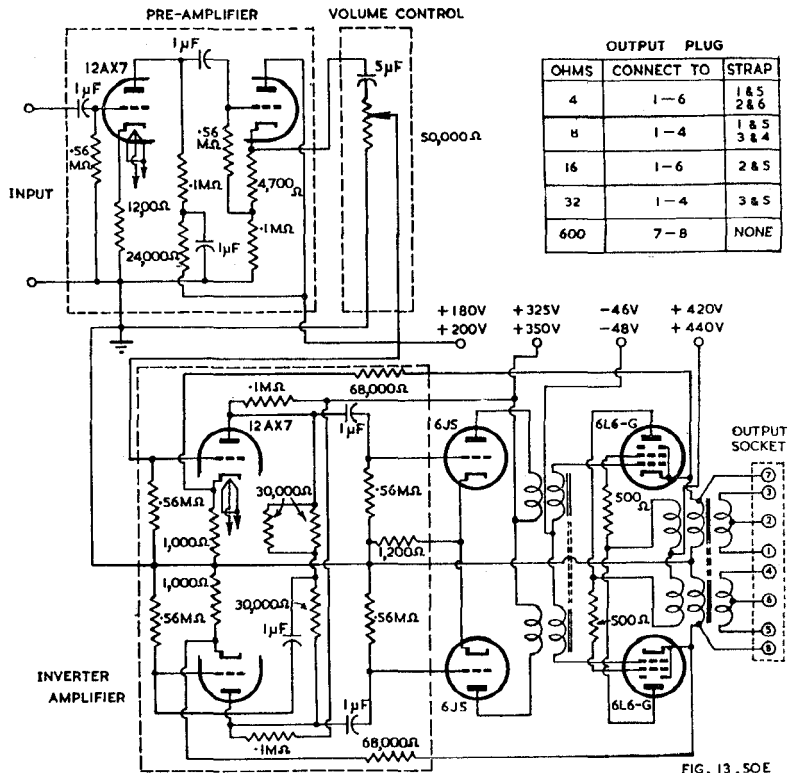 PRE-AMPLIFIER
VOLUME CONTROL
1μF
12AX7
1μF
5μF
.56
MΩ
.56
MΩ
50,000Ω
INPUT
.1MΩ
4,700
Ω
1200Ω
.1MΩ
24,000Ω
1μF
OUTPUT PLUG
OHMS CONNECT TO STRAP
4 1–6 1&5
2&6
8 1–4 1&5
3&4
16 1–6 2&5
32 1–4 3&5
600 7–8 NONE
+180V +325V -46V +420V
+200V +350V -48V +440V
68,000Ω
.1MΩ
12AX7
1μF
6J5
6L6-G
OUTPUT
SOCKET
.56MΩ
30,000Ω
.56MΩ
500
Ω
7
3
2
1
1,000Ω
1,200Ω
1,000Ω
4
6
5
8
.56MΩ
30,000Ω
1μF
.56MΩ
500Ω
INVERTER
AMPLIFIER
1μF
6J5
6L6-G
.1MΩ
68,000Ω
FIG. 13.50E